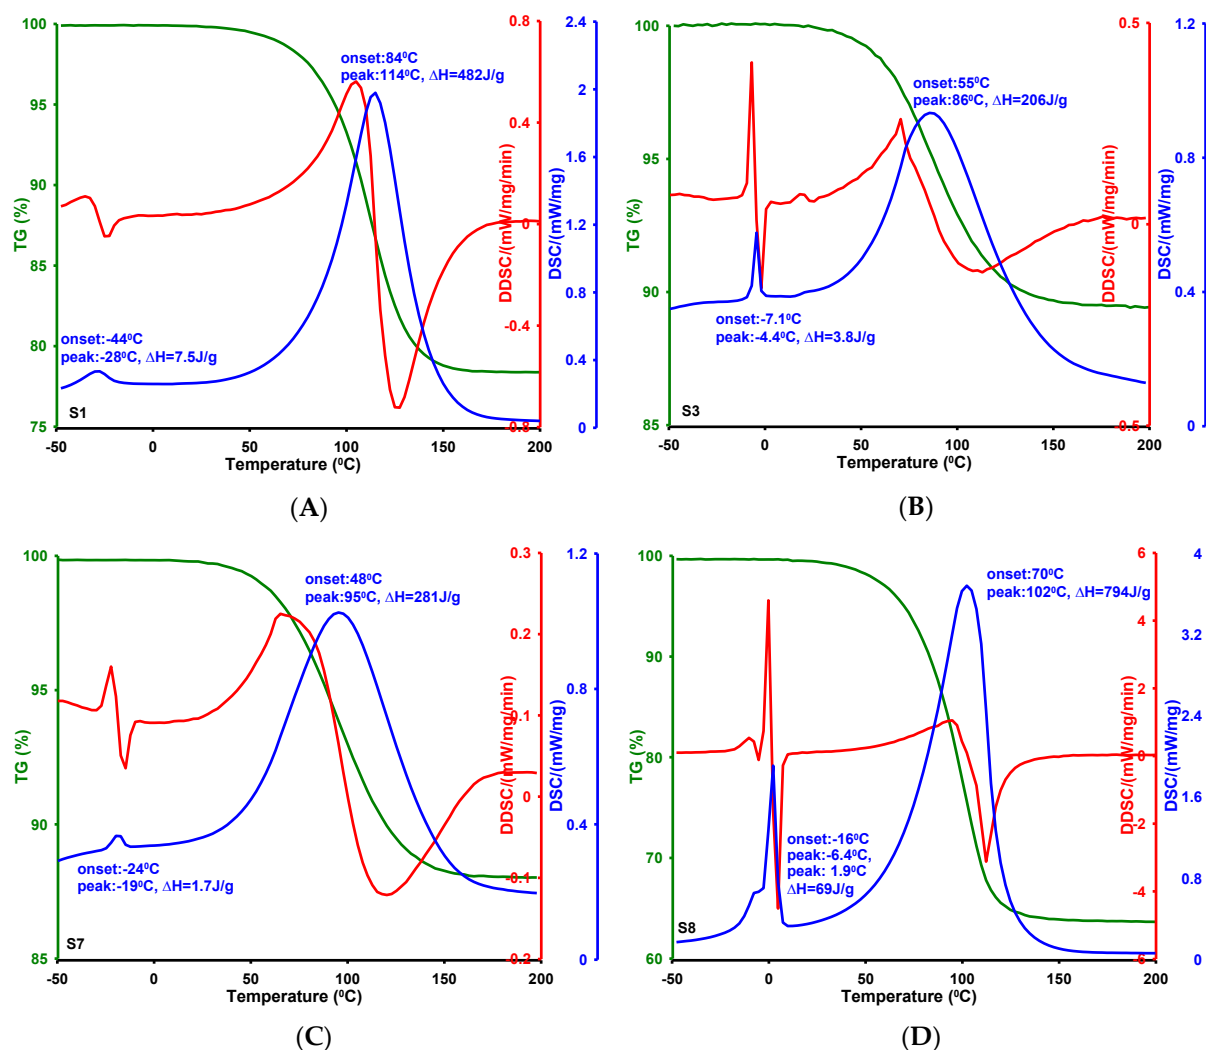 100
95
90
85
80
75
TG (%)
onset:84⁰C
peak:114⁰C, ΔH=482J/g
onset:-44⁰C
peak:-28⁰C, ΔH=7.5J/g
S1
0.8
0.4
0
-0.4
-0.8
DDSC/(mW/mg/min)
2.4
2
1.6
1.2
0.8
0.4
0
DSC/(mW/mg)
-50 0 50 100 150 200
Temperature (⁰C)
(A)
100
95
90
85
TG (%)
onset:55⁰C
peak:86⁰C, ΔH=206J/g
onset:-7.1⁰C
peak:-4.4⁰C, ΔH=3.8J/g
S3
0.5
0
-0.5
DDSC/(mW/mg/min)
1.2
0.8
0.4
0
DSC/(mW/mg)
-50 0 50 100 150 200
Temperature (⁰C)
(B)
100
95
90
85
TG (%)
onset:48⁰C
peak:95⁰C, ΔH=281J/g
onset:-24⁰C
peak:-19⁰C, ΔH=1.7J/g
S7
0.3
0.2
0.1
0
-0.1
-0.2
DDSC/(mW/mg/min)
1.2
0.8
0.4
0
DSC/(mW/mg)
-50 0 50 100 150 200
Temperature (⁰C)
(C)
100
90
80
70
60
TG (%)
onset:70⁰C
peak:102⁰C, ΔH=794J/g
onset:-16⁰C
peak:-6.4⁰C,
peak: 1.9⁰C
ΔH=69J/g
S8
6
4
2
0
-2
-4
-6
DDSC/(mW/mg/min)
4
3.2
2.4
1.6
0.8
0
DSC/(mW/mg)
-50 0 50 100 150 200
Temperature (⁰C)
(D)